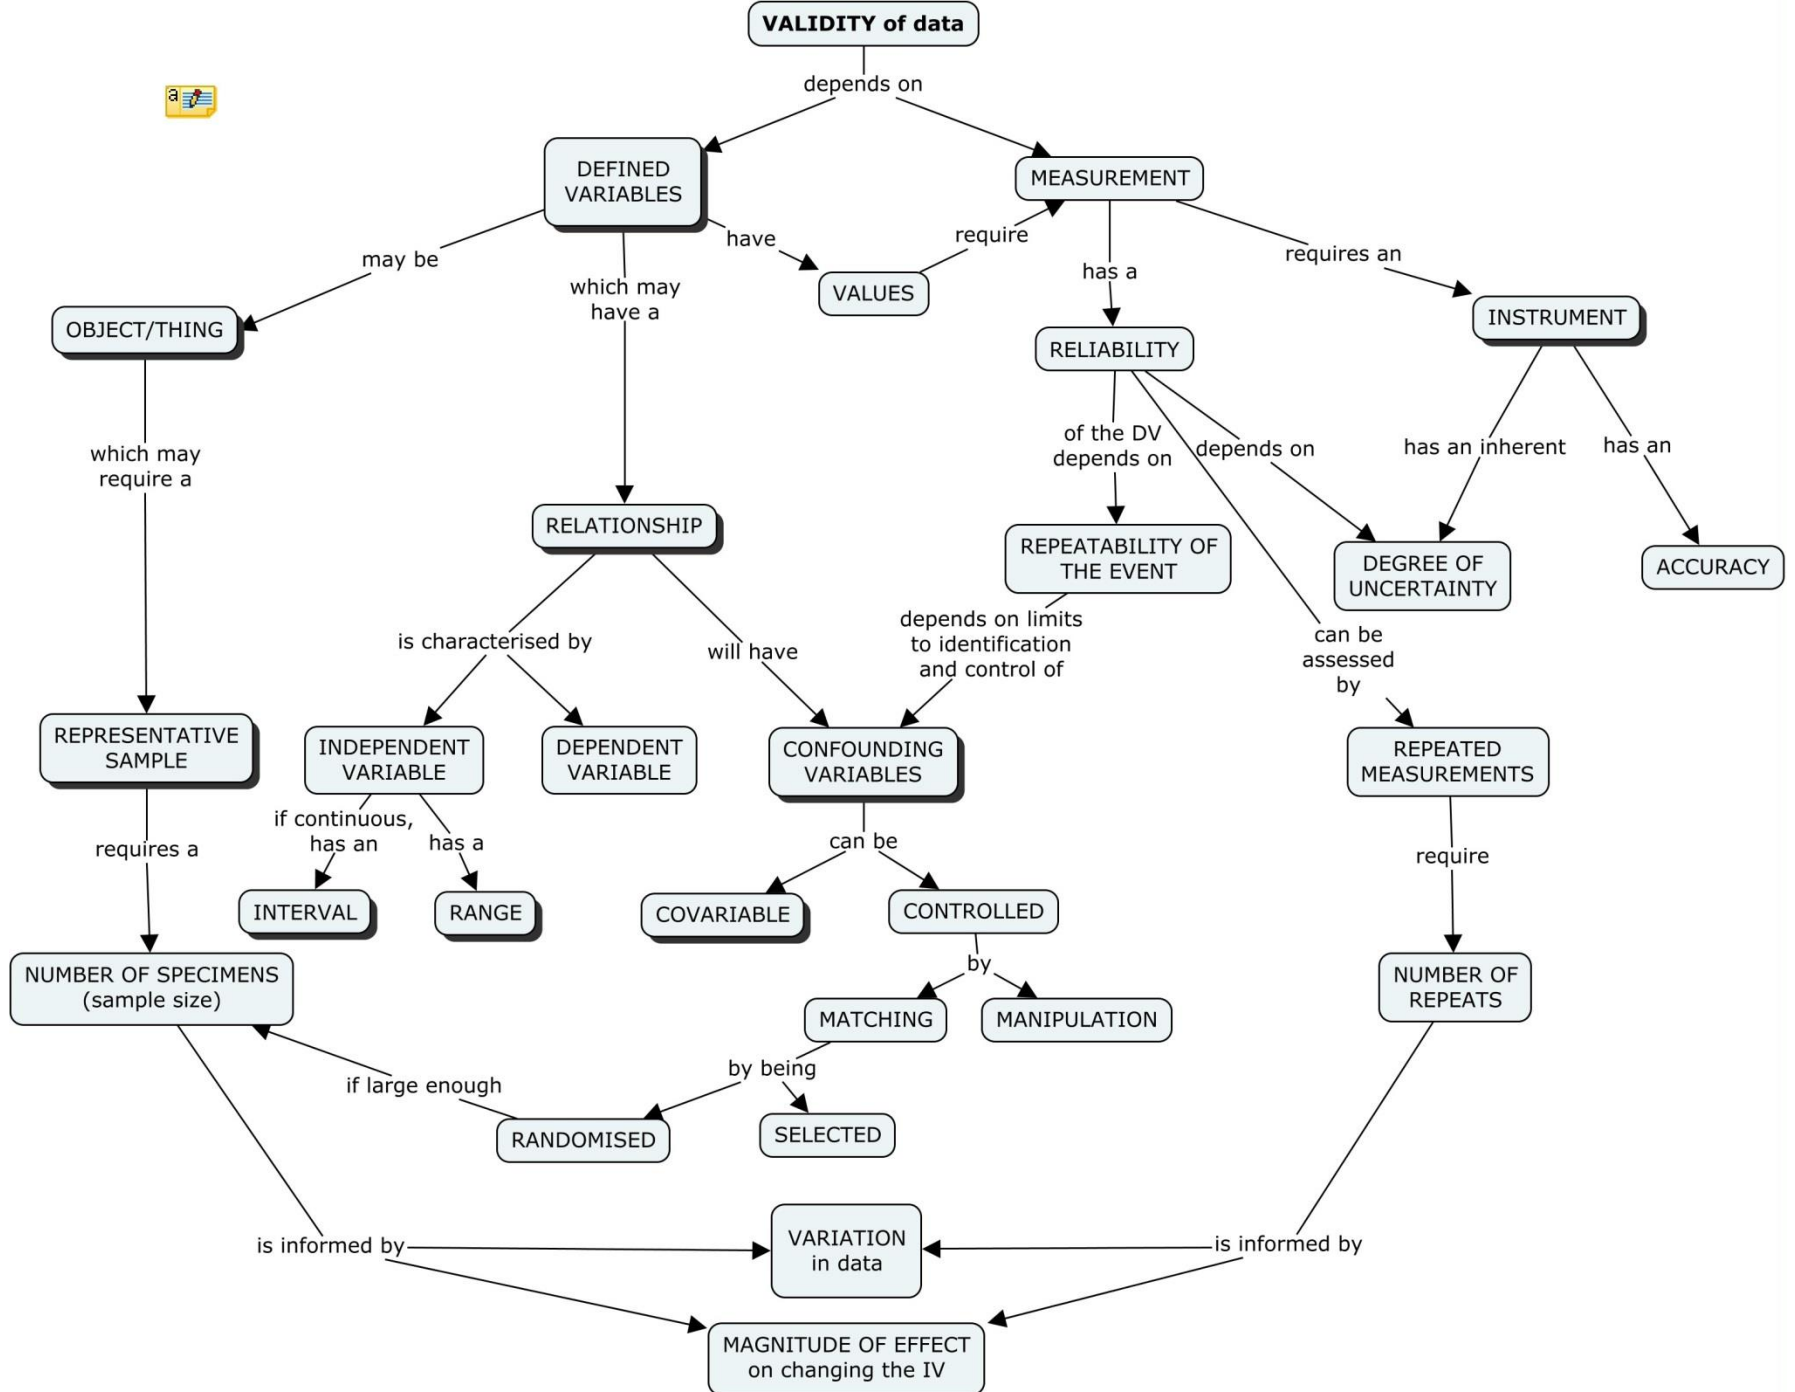 VALIDITY of data
depends on
a
DEFINED
VARIABLES
MEASUREMENT
have
require
may be
requires an
has a
which may
have a
VALUES
OBJECT/THING
INSTRUMENT
RELIABILITY
of the DV
depends on
depends on
has an inherent
has an
which may
require a
RELATIONSHIP
REPEATABILITY OF
THE EVENT
DEGREE OF
UNCERTAINTY
ACCURACY
depends on limits
to identification
and control of
is characterised by
will have
can be
assessed
by
REPRESENTATIVE
SAMPLE
INDEPENDENT
VARIABLE
DEPENDENT
VARIABLE
CONFOUNDING
VARIABLES
REPEATED
MEASUREMENTS
if continuous,
has an
has a
can be
requires a
require
INTERVAL
RANGE
COVARIABLE
CONTROLLED
by
NUMBER OF SPECIMENS
(sample size)
NUMBER OF
REPEATS
MATCHING
MANIPULATION
by being
if large enough
RANDOMISED
SELECTED
is informed by
VARIATION
in data
is informed by
MAGNITUDE OF EFFECT
on changing the IV